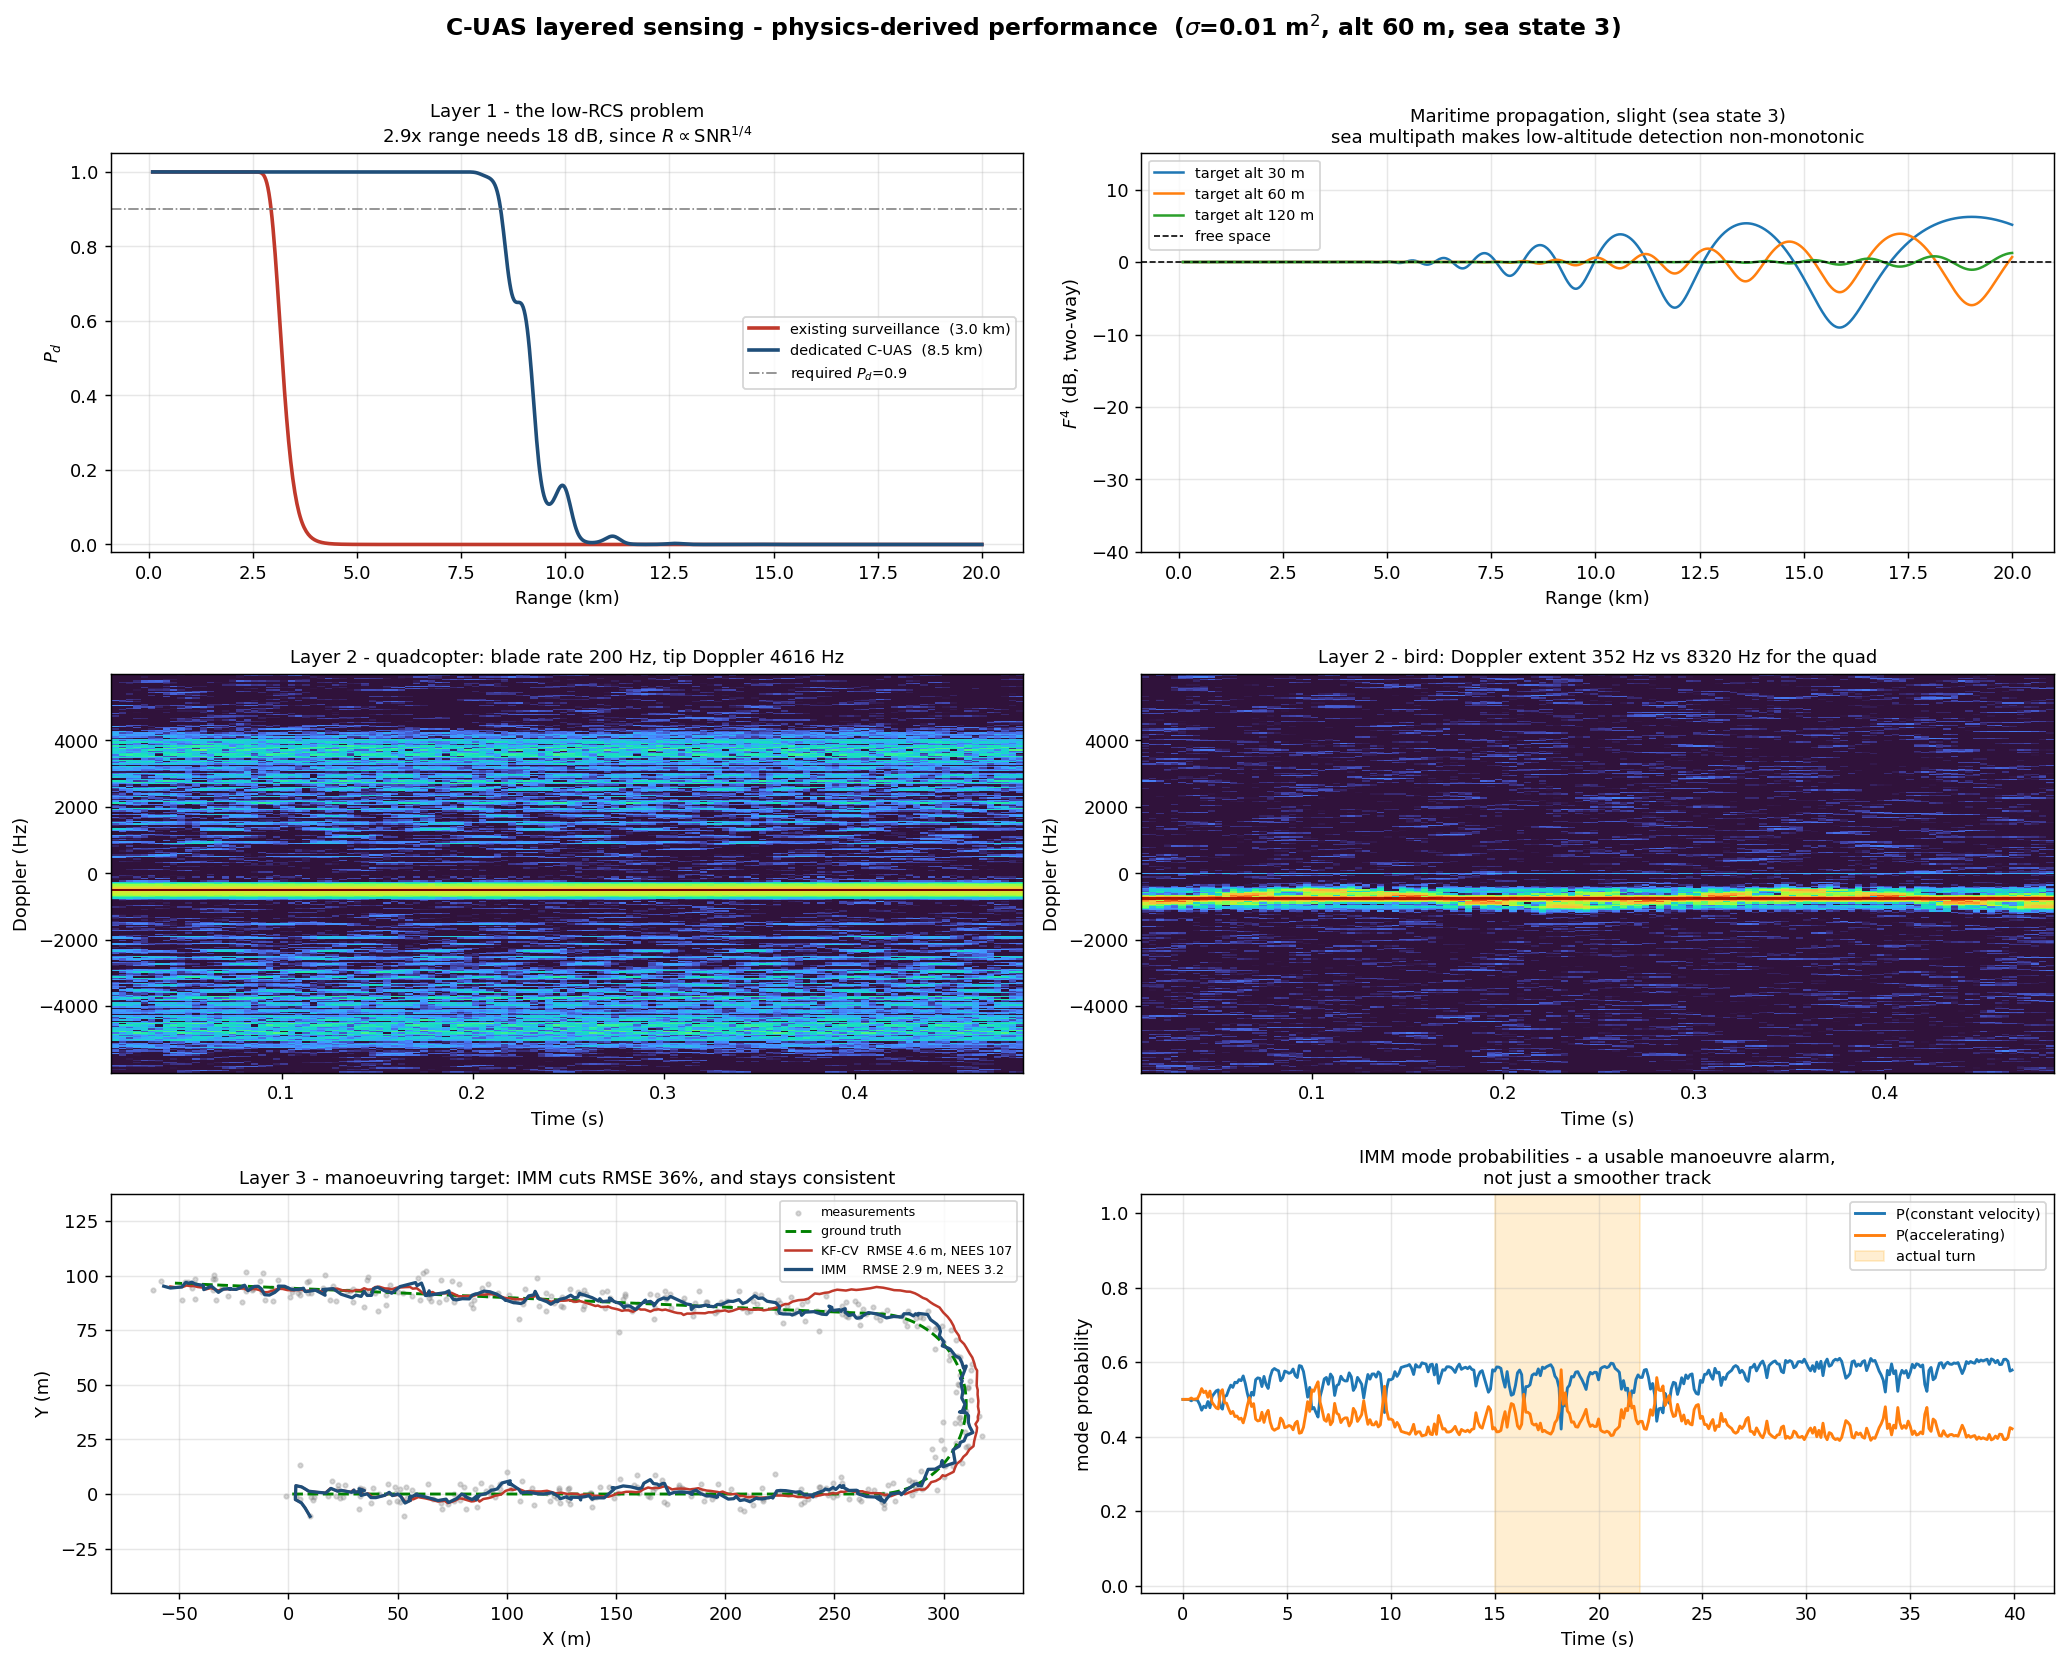 C-UAS layered sensing - physics-derived performance  (σ=0.01 m², alt 60 m, sea state 3)
Layer 1 - the low-RCS problem
2.9x range needs 18 dB, since R ∝ SNR^1/4
1.0
0.8
0.6
0.4
0.2
0.0
P_d
existing surveillance  (3.0 km)
dedicated C-UAS  (8.5 km)
required P_d=0.9
0.0 2.5 5.0 7.5 10.0 12.5 15.0 17.5 20.0
Range (km)
Maritime propagation, slight (sea state 3)
sea multipath makes low-altitude detection non-monotonic
target alt 30 m
target alt 60 m
target alt 120 m
free space
10
0
−10
−20
−30
−40
F⁴ (dB, two-way)
0.0 2.5 5.0 7.5 10.0 12.5 15.0 17.5 20.0
Range (km)
Layer 2 - quadcopter: blade rate 200 Hz, tip Doppler 4616 Hz
4000
2000
0
−2000
−4000
Doppler (Hz)
0.1 0.2 0.3 0.4
Time (s)
Layer 2 - bird: Doppler extent 352 Hz vs 8320 Hz for the quad
4000
2000
0
−2000
−4000
Doppler (Hz)
0.1 0.2 0.3 0.4
Time (s)
Layer 3 - manoeuvring target: IMM cuts RMSE 36%, and stays consistent
measurements
ground truth
KF-CV  RMSE 4.6 m, NEES 107
IMM    RMSE 2.9 m, NEES 3.2
125
100
75
50
25
0
−25
Y (m)
−50 0 50 100 150 200 250 300
X (m)
IMM mode probabilities - a usable manoeuvre alarm,
not just a smoother track
P(constant velocity)
P(accelerating)
actual turn
1.0
0.8
0.6
0.4
0.2
0.0
mode probability
0 5 10 15 20 25 30 35 40
Time (s)